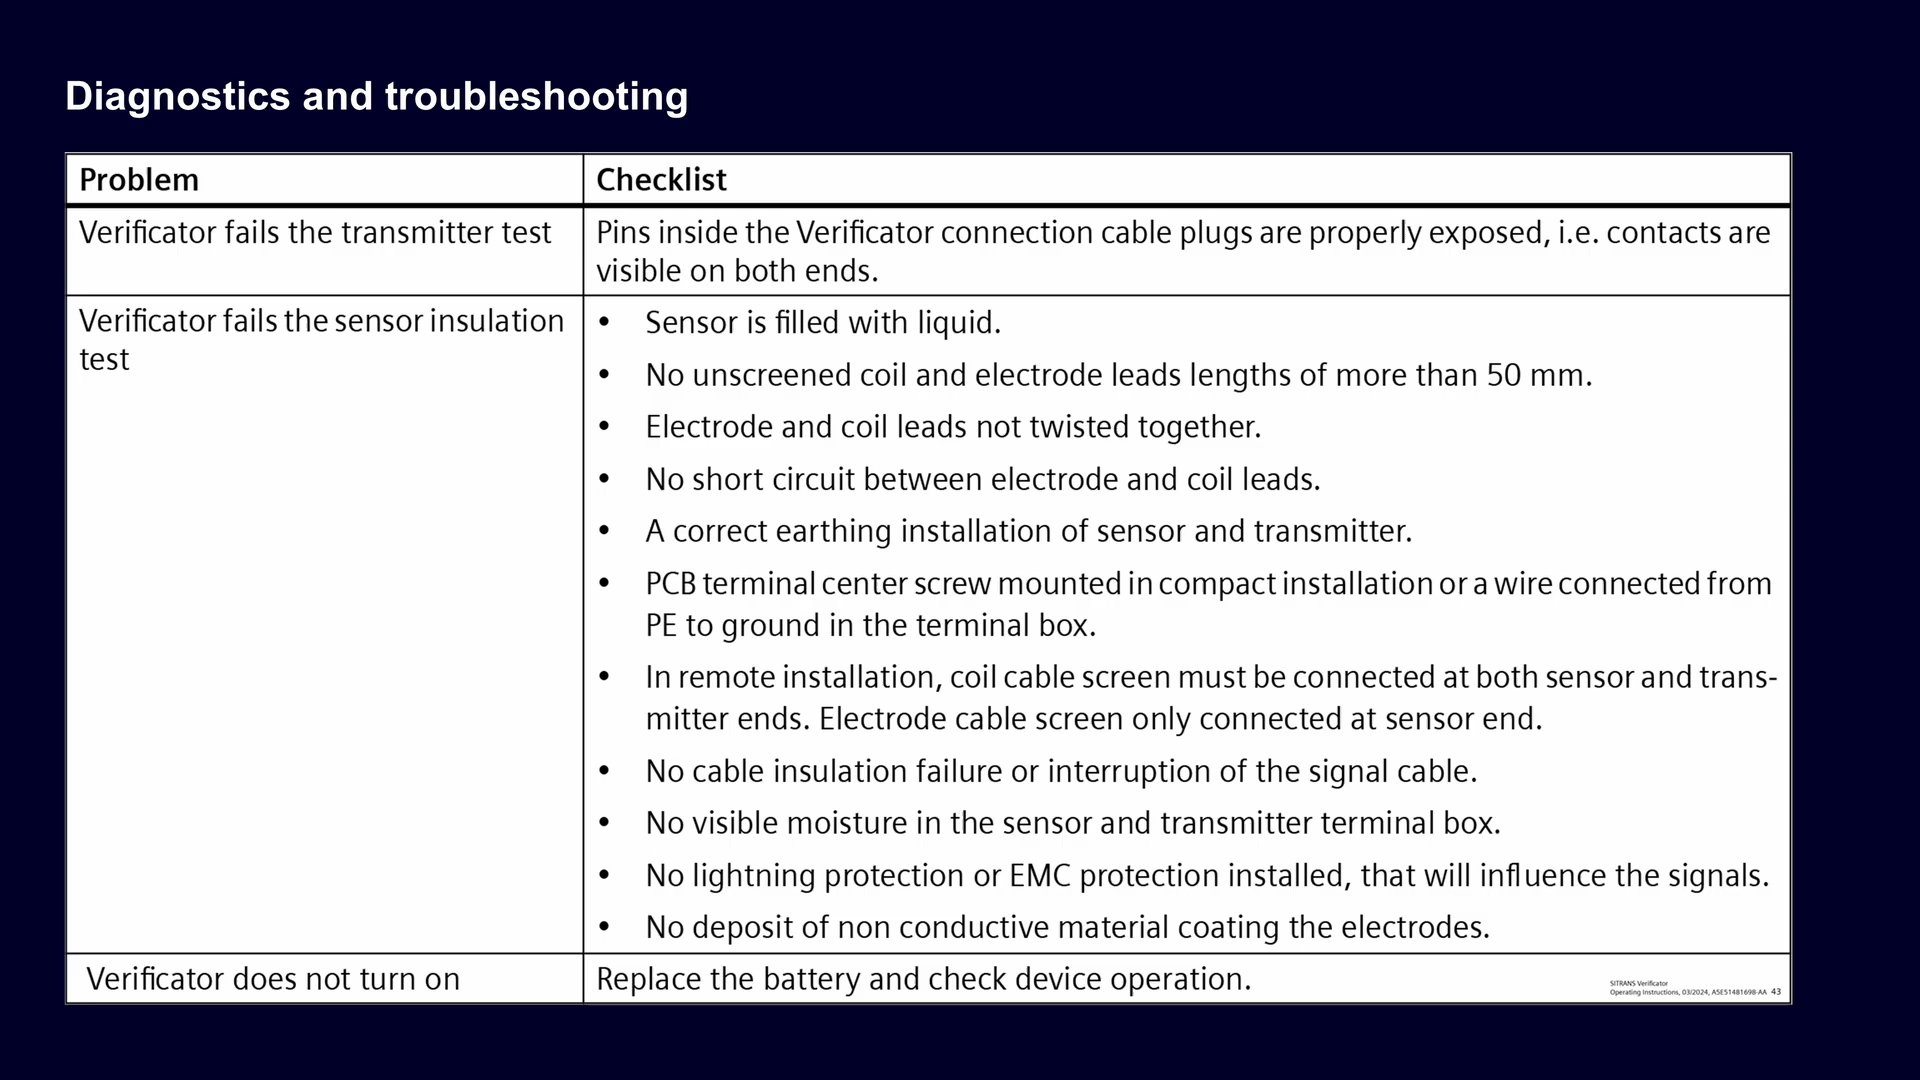 Diagnostics and troubleshooting
Problem
Checklist
Verificator fails the transmitter test
Pins inside the Verificator connection cable plugs are properly exposed, i.e. contacts are
visible on both ends.
Verificator fails the sensor insulation
test
• Sensor is filled with liquid.
• No unscreened coil and electrode leads lengths of more than 50 mm.
• Electrode and coil leads not twisted together.
• No short circuit between electrode and coil leads.
• A correct earthing installation of sensor and transmitter.
• PCB terminal center screw mounted in compact installation or a wire connected from
PE to ground in the terminal box.
• In remote installation, coil cable screen must be connected at both sensor and trans-
mitter ends. Electrode cable screen only connected at sensor end.
• No cable insulation failure or interruption of the signal cable.
• No visible moisture in the sensor and transmitter terminal box.
• No lightning protection or EMC protection installed, that will influence the signals.
• No deposit of non conductive material coating the electrodes.
Verificator does not turn on
Replace the battery and check device operation.
SITRANS Verificator
Operating Instructions, 03/2024, A5E51481698-AA 43